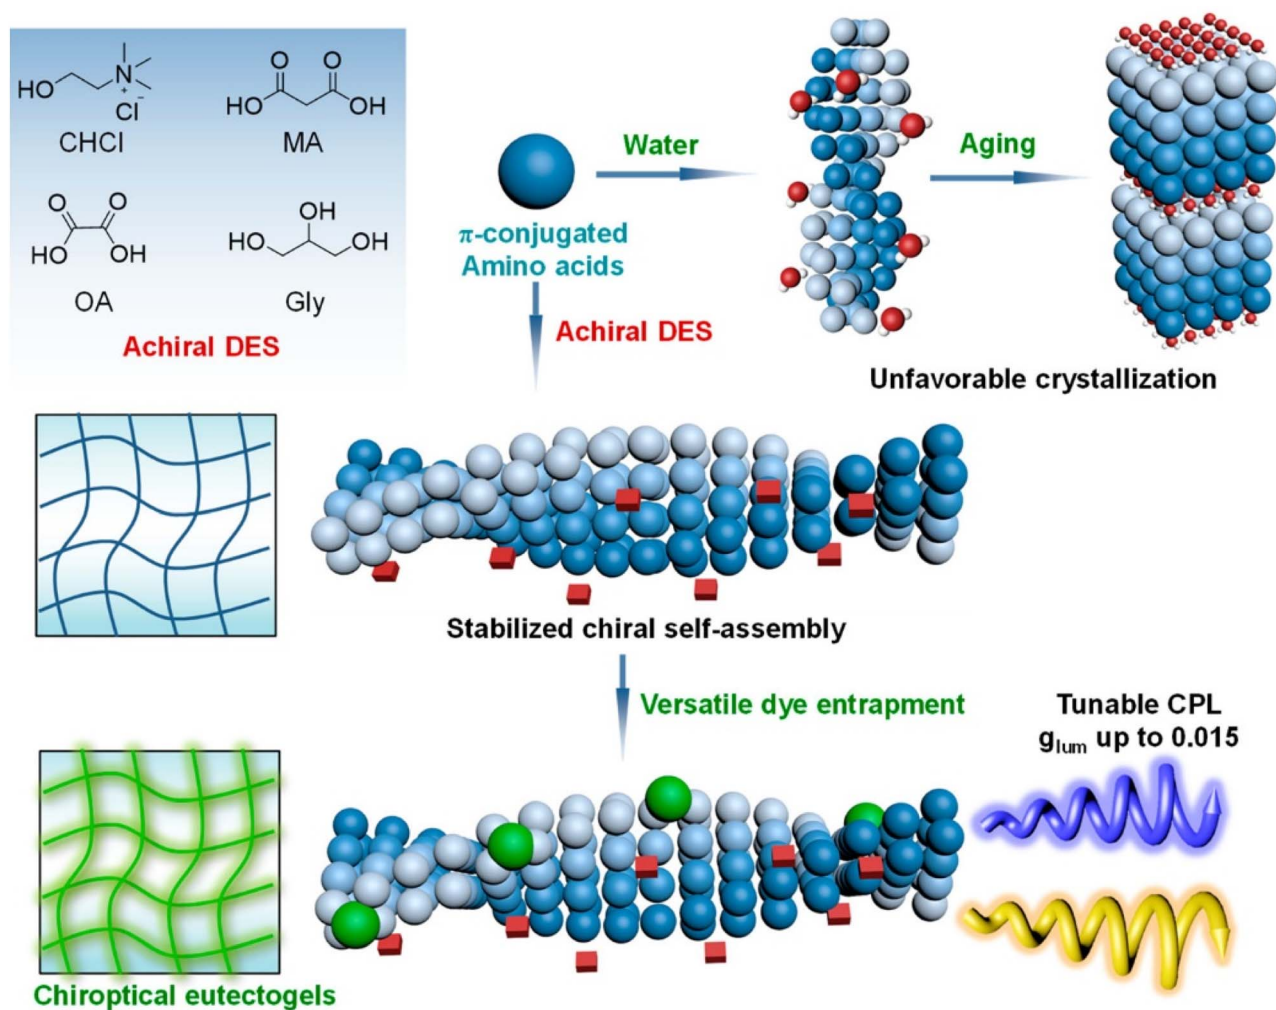 HO
N
+
Cl
-
CHCl
O
O
HO
OH
MA
O
O
HO
OH
OA
OH
HO
OH
Gly
Achiral DES
π-conjugated
Amino acids
Water
Aging
Unfavorable crystallization
Achiral DES
Stabilized chiral self-assembly
Versatile dye entrapment
Tunable CPL
glum up to 0.015
Chiroptical eutectogels